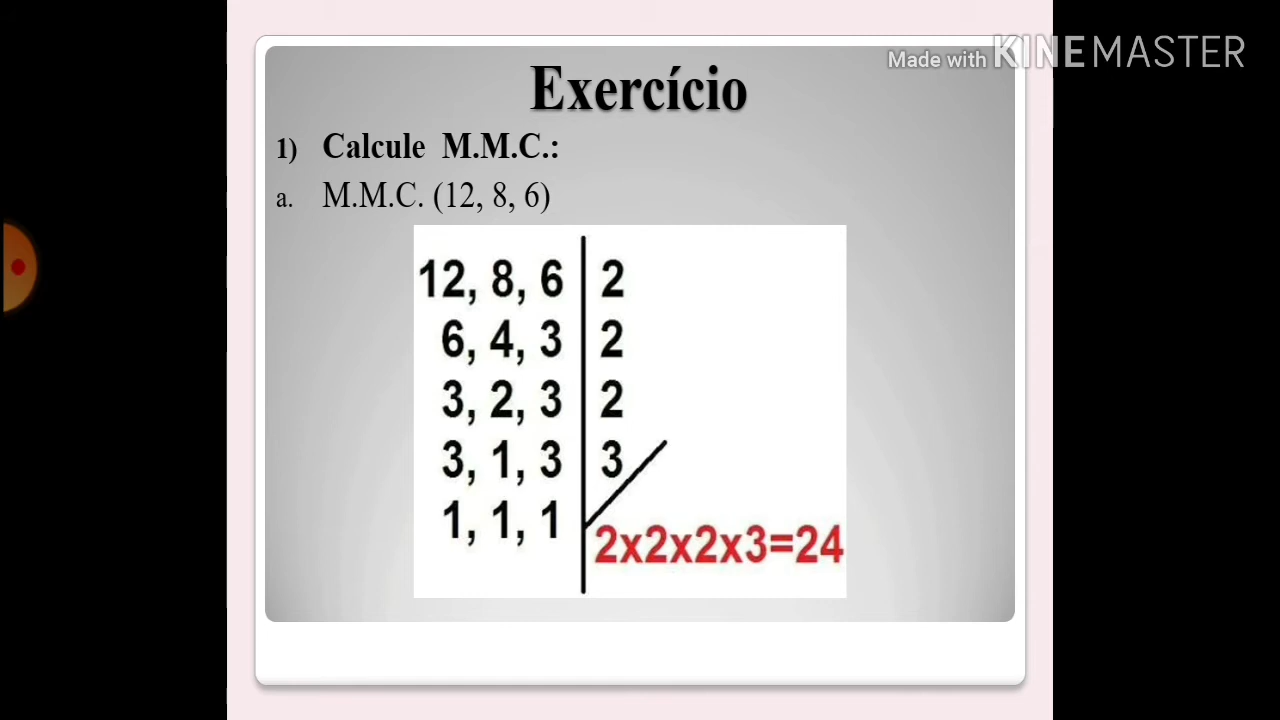 Made with KINEMASTER
Exercício
1) Calcule M.M.C.:
a. M.M.C. (12, 8, 6)
12, 8, 6 2
6, 4, 3 2
3, 2, 3 2
3, 1, 3 3
1, 1, 1
2x2x2x3=24